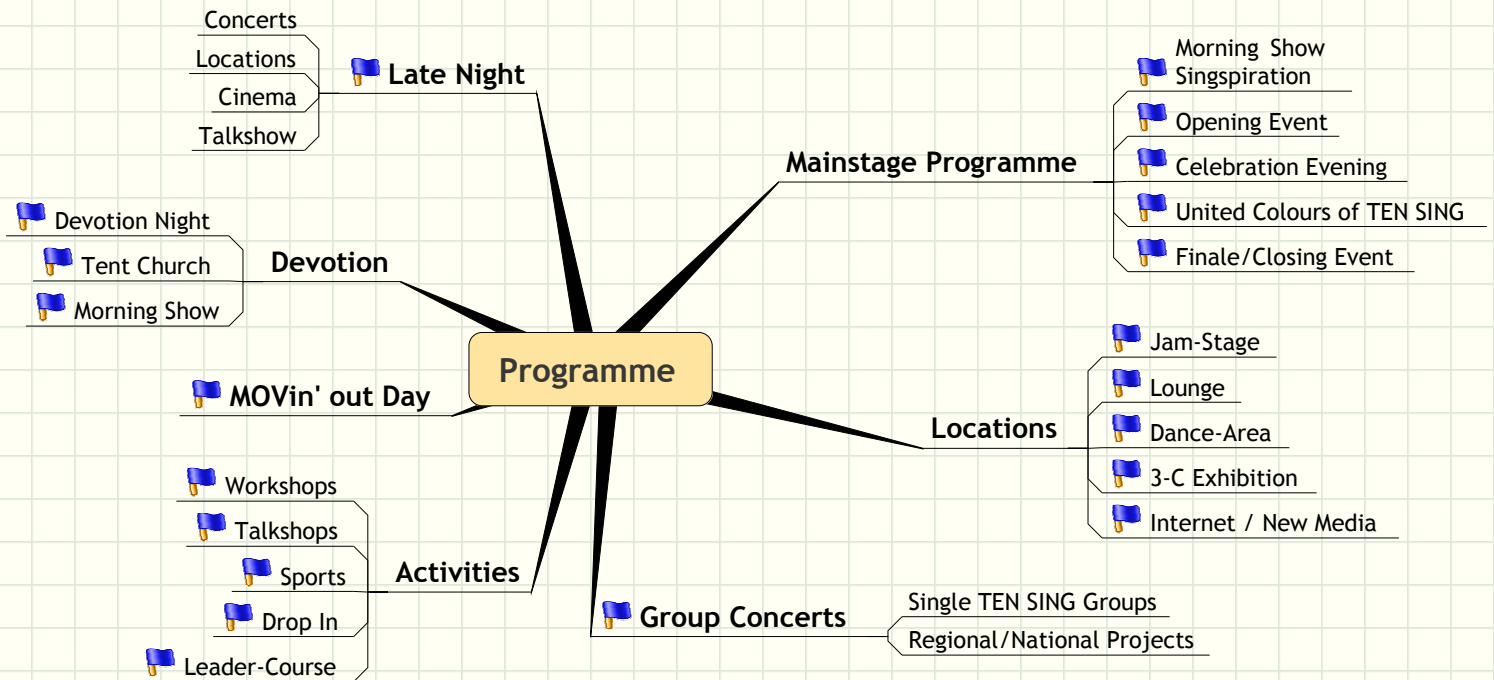 Programme
Late Night
Concerts
Locations
Cinema
Talkshow
Devotion
Devotion Night
Tent Church
Morning Show
MOVin' out Day
Activities
Workshops
Talkshops
Sports
Drop In
Leader-Course
Mainstage Programme
Morning Show
Singspiration
Opening Event
Celebration Evening
United Colours of TEN SING
Finale/Closing Event
Locations
Jam-Stage
Lounge
Dance-Area
3-C Exhibition
Internet / New Media
Group Concerts
Single TEN SING Groups
Regional/National Projects